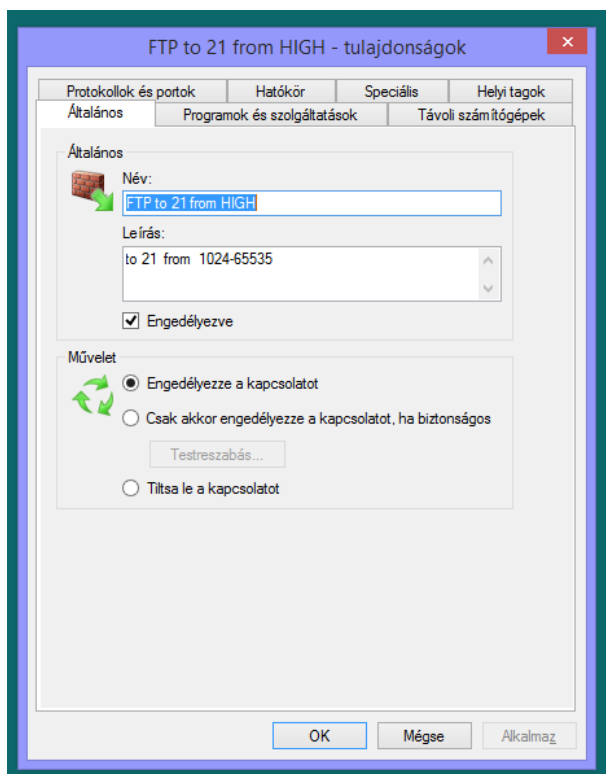 FTP to 21 from HIGH - tulajdonságok
Protokollok és portok Hatókör Speciális Helyi tagok
Általános Programok és szolgáltatások Távoli számítógépek
Általános
Név:
FTP to 21 from HIGH
Leírás:
to 21 from 1024-65535
Engedélyezve
Művelet
Engedélyezze a kapcsolatot
Csak akkor engedélyezze a kapcsolatot, ha biztonságos
Testreszabás...
Tiltsa le a kapcsolatot
OK Mégse Alkalmaz